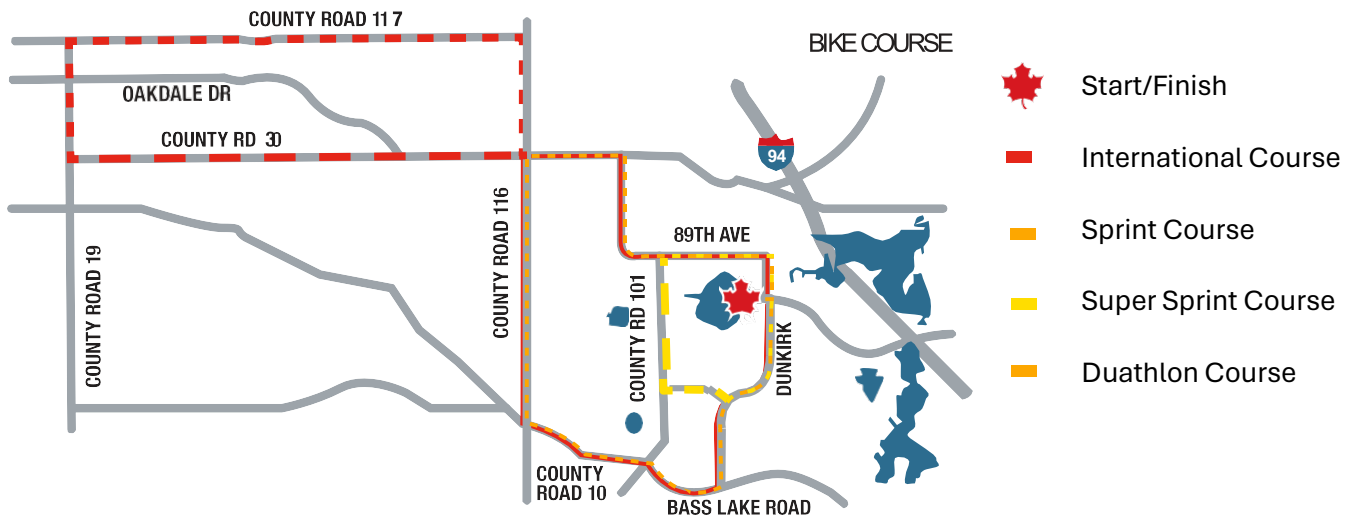 COUNTY ROAD 117
BIKE COURSE
OAKDALE DR
COUNTY RD 30
94
COUNTY ROAD 19
COUNTY ROAD 116
89TH AVE
COUNTY RD 101
DUNKIRK
COUNTY
ROAD 10
BASS LAKE ROAD
Start/Finish
International Course
Sprint Course
Super Sprint Course
Duathlon Course